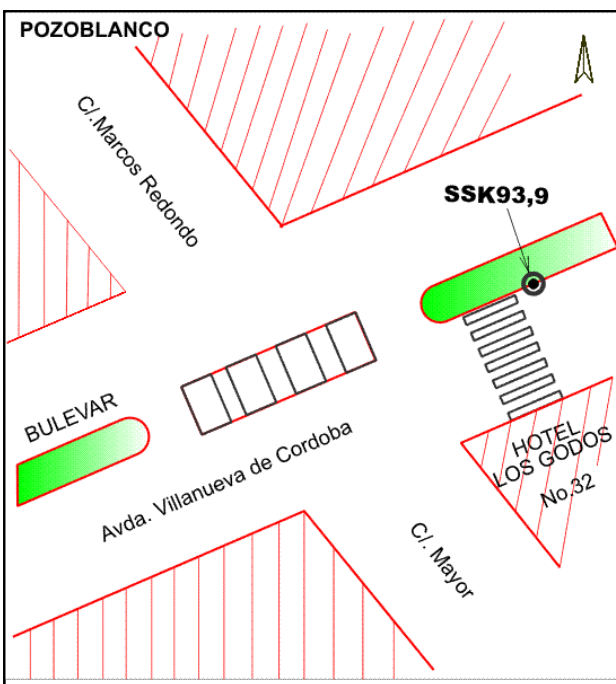 POZOBLANCO
C/.Marcos Redondo
SSK93,9
BULEVAR
Avda. Villanueva de Cordoba
HOTEL
LOS GODOS
No.32
C/. Mayor